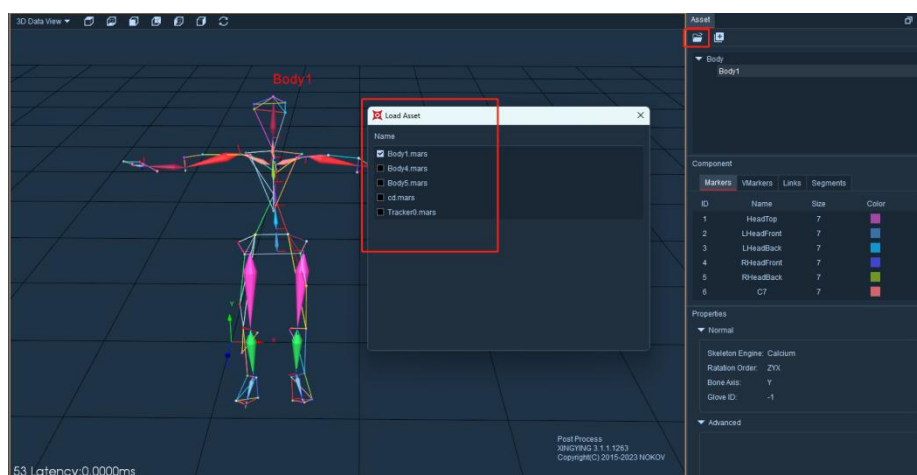 3D Data View
Body1
Load Asset
Name
Body1.mars
Body4.mars
Body5.mars
cd.mars
Tracker0.mars
Y
Post Process
XINGYING 3.1.1.1263
Copyright(C) 2015-2023 NOKOV
53 Latency:0.0000ms
Asset
Body
Body1
Component
Markers VMarkers Links Segments
ID Name Size Color
1 HeadTop 7
2 LHeadFront 7
3 LHeadBack 7
4 RHeadFront 7
5 RHeadBack 7
6 C7 7
Properties
Normal
Skeleton Engine: Calcium
Ratation Order: ZYX
Bone Axis: Y
Glove ID: -1
Advanced